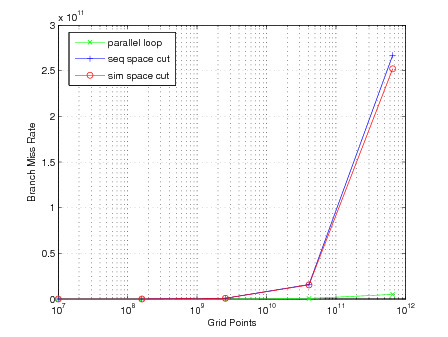 x 10^11
3
parallel loop
seq space cut
sim space cut
2.5
2
1.5
1
0.5
0
Branch Miss Rate
10^7
10^8
10^9
10^10
10^11
10^12
Grid Points